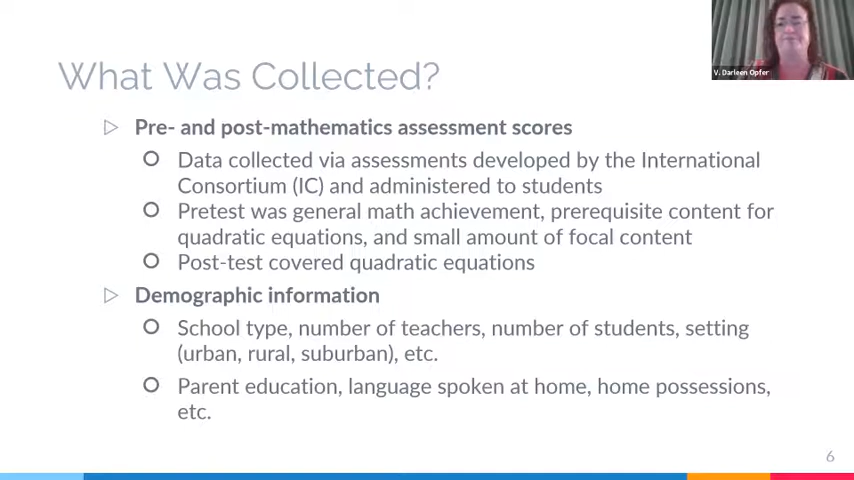 V. Darleen Opfer
What Was Collected?
Pre- and post-mathematics assessment scores
Data collected via assessments developed by the International
Consortium (IC) and administered to students
Pretest was general math achievement, prerequisite content for
quadratic equations, and small amount of focal content
Post-test covered quadratic equations
Demographic information
School type, number of teachers, number of students, setting
(urban, rural, suburban), etc.
Parent education, language spoken at home, home possessions,
etc.
6